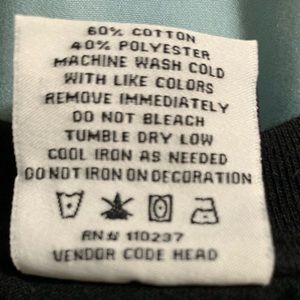 60% COTTON
40% POLYESTER
MACHINE WASH COLD
WITH LIKE COLORS
REMOVE IMMEDIATELY
DO NOT BLEACH
TUMBLE DRY LOW
COOL IRON AS NEEDED
DO NOT IRON ON DECORATION
RN# 110237
VENDOR CODE HEAD